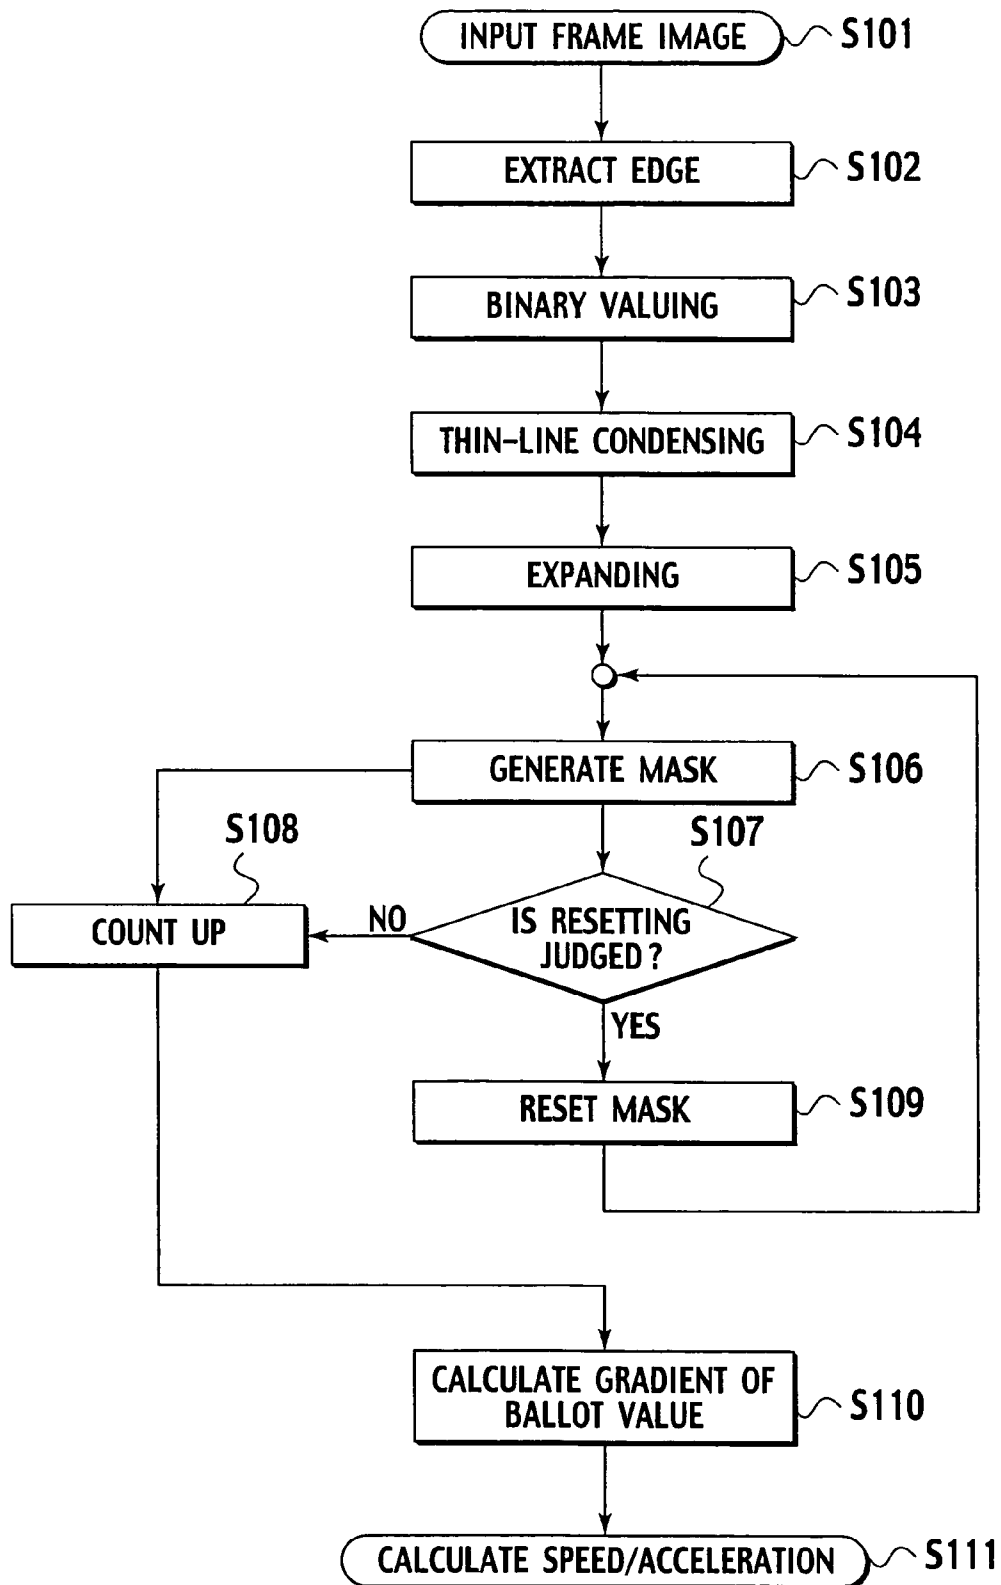 INPUT FRAME IMAGE
S101
EXTRACT EDGE
S102
BINARY VALUING
S103
THIN-LINE CONDENSING
S104
EXPANDING
S105
GENERATE MASK
S106
S107
S108
COUNT UP
NO
IS RESETTING
JUDGED?
YES
RESET MASK
S109
CALCULATE GRADIENT OF
BALLOT VALUE
S110
CALCULATE SPEED/ACCELERATION
S111